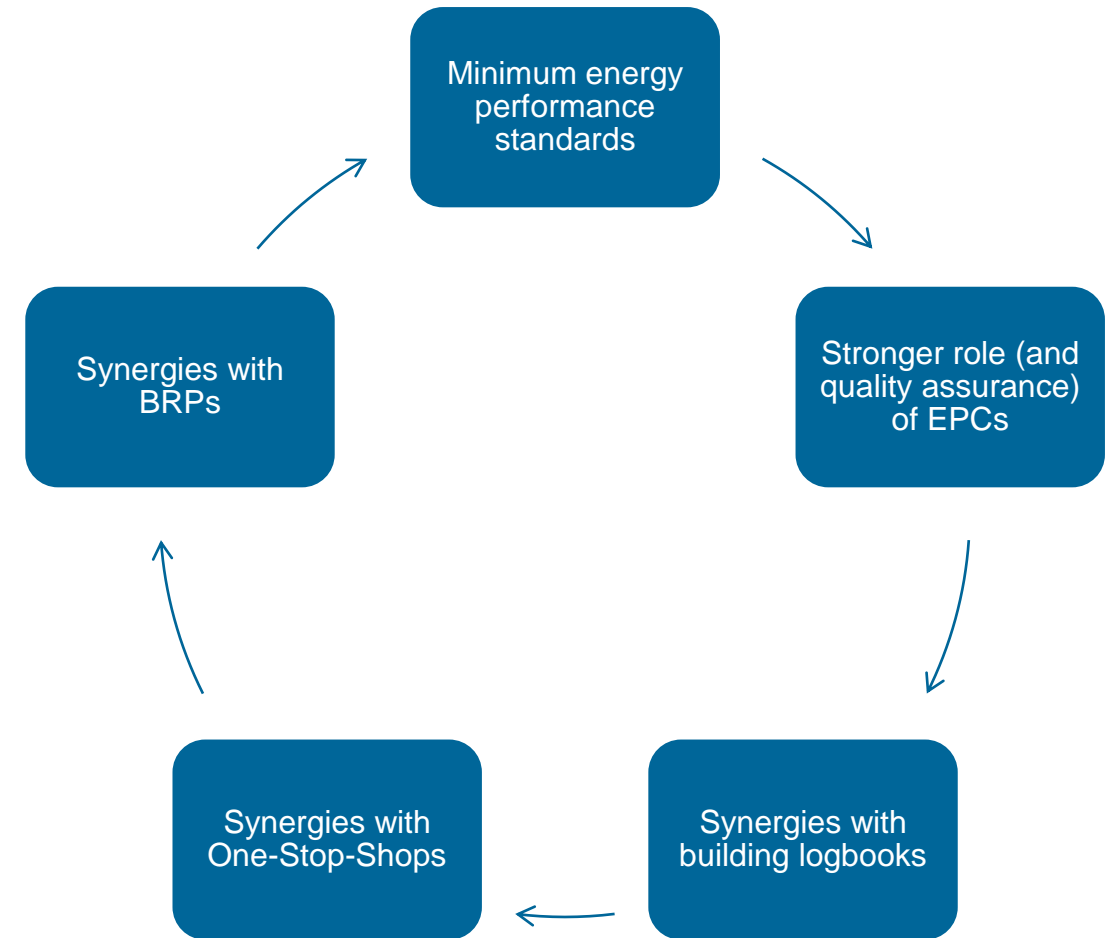 Minimum energy
performance
standards
Stronger role (and
quality assurance)
of EPCs
Synergies with
building logbooks
Synergies with
One-Stop-Shops
Synergies with
BRPs